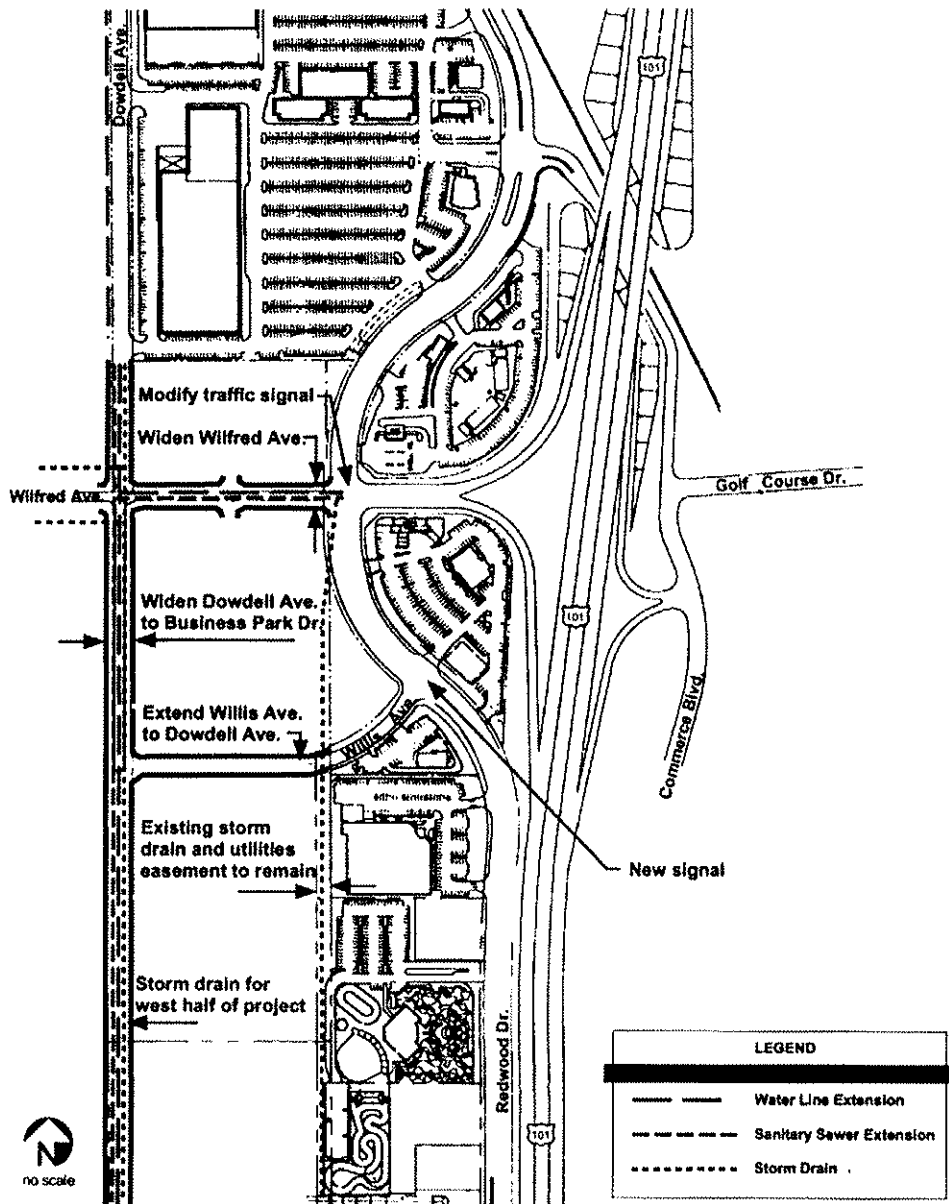 Dowdell Ave.
101
Modify traffic signal
Widen Wilfred Ave.
Wilfred Ave.
Golf Course Dr.
Widen Dowdell Ave.
to Business Park Dr.
101
Commerce Blvd.
Extend Willis Ave.
to Dowdell Ave.
Willis Ave.
Existing storm
drain and utilities
easement to remain
New signal
Storm drain for
west half of project
Redwood Dr.
101
LEGEND
Water Line Extension
Sanitary Sewer Extension
Storm Drain
N
no scale